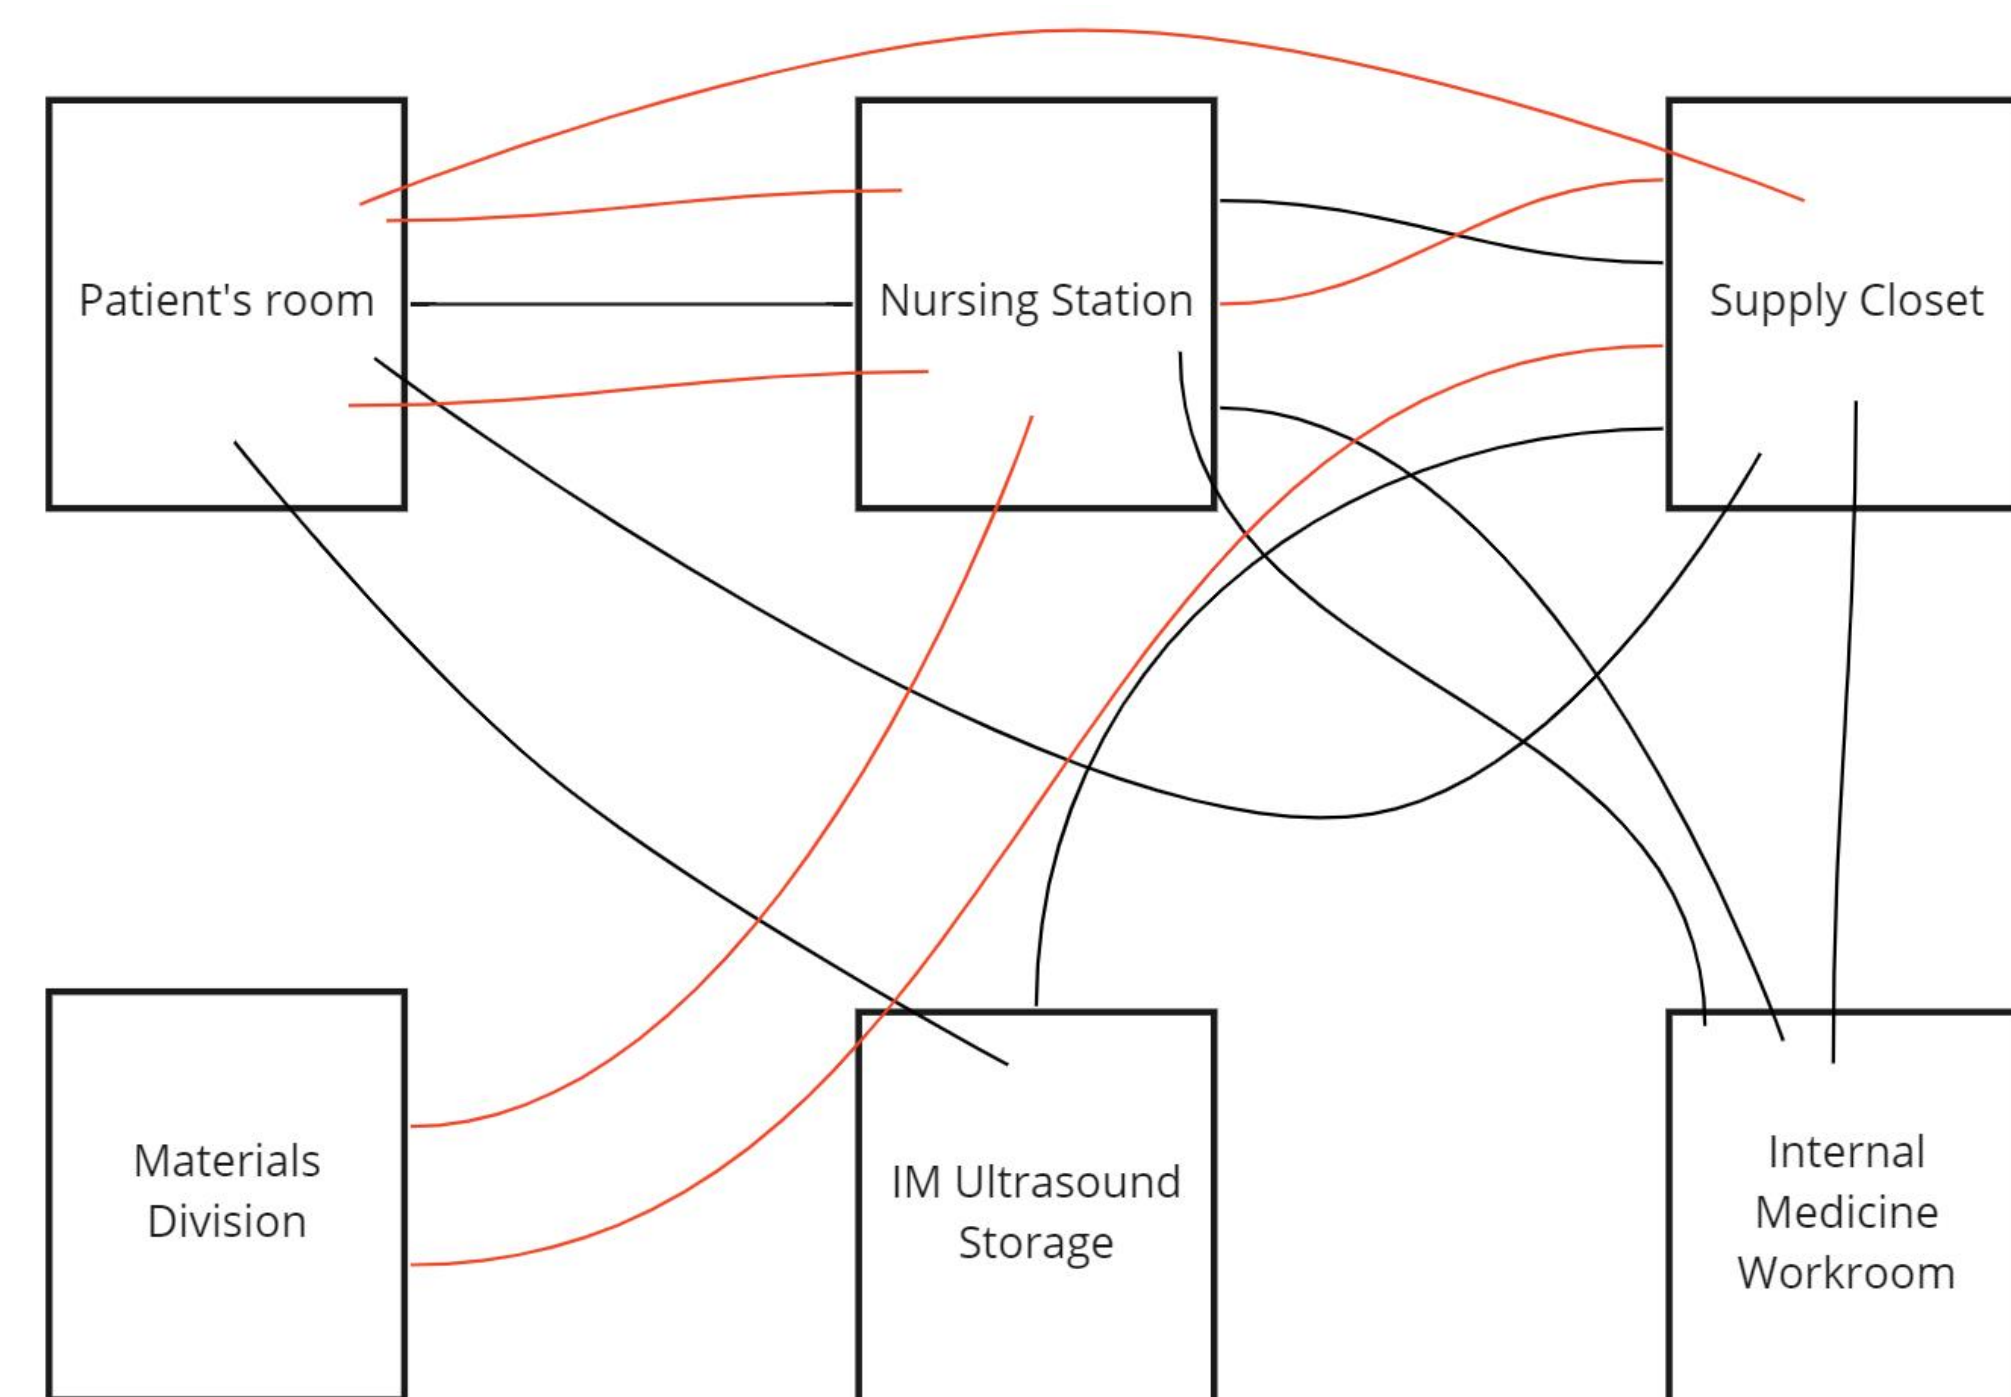 Patient's room
Nursing Station
Supply Closet
Materials
Division
IM Ultrasound
Storage
Internal
Medicine
Workroom